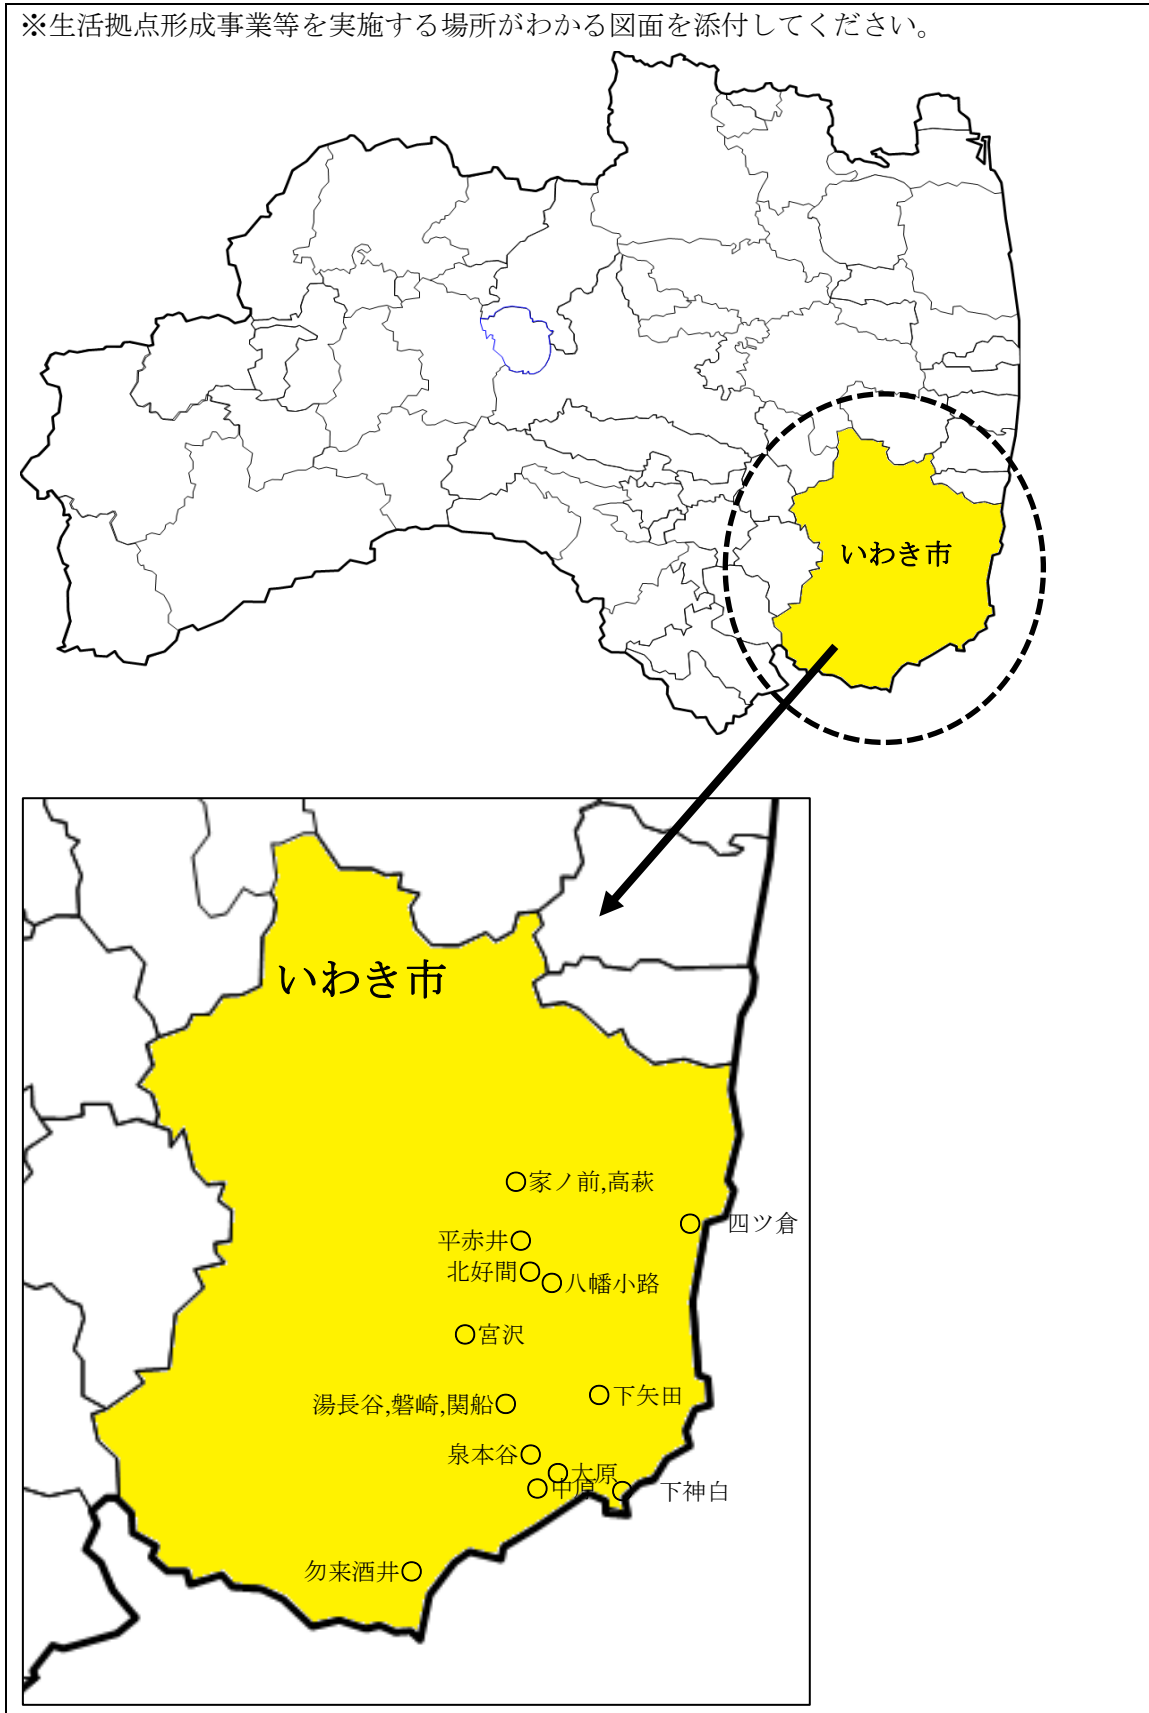 ※生活拠点形成事業等を実施する場所がわかる図面を添付してください。
いわき市
いわき市
家ノ前,高萩
四ツ倉
平赤井
北好間
八幡小路
宮沢
下矢田
湯長谷,磐崎,関船
泉本谷
大原
中原
下神白
勿来酒井